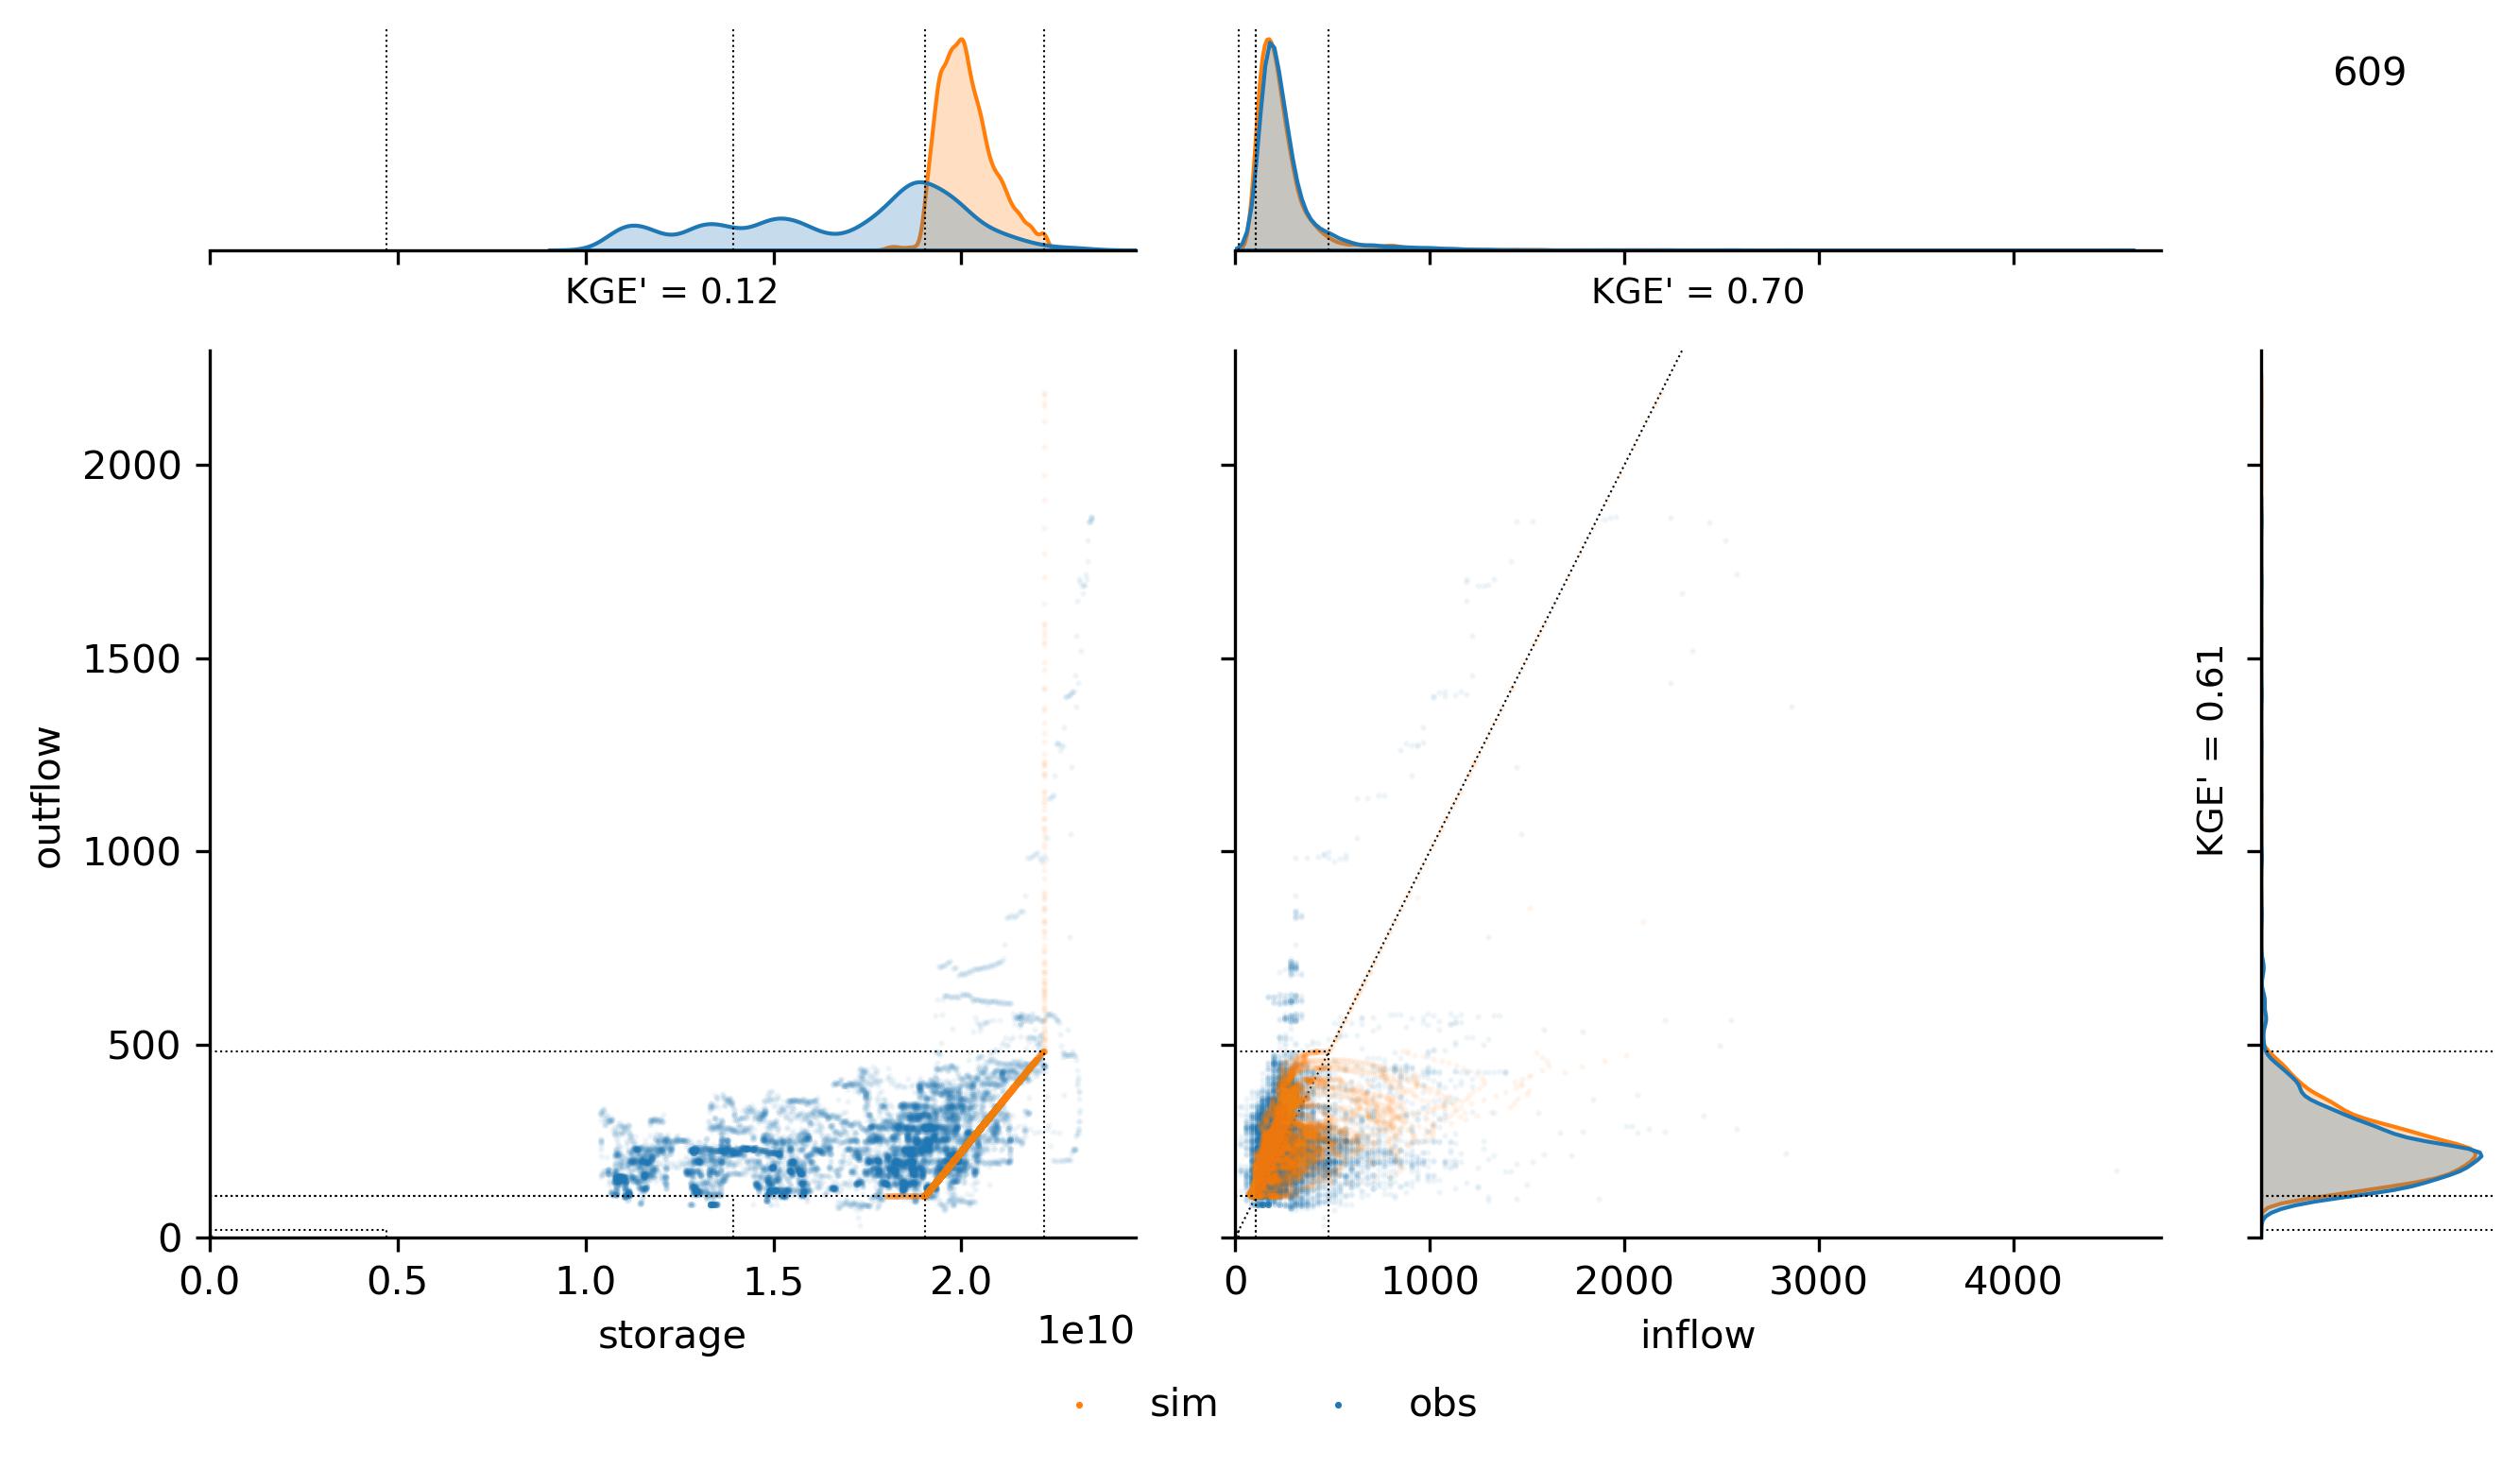 609
KGE' = 0.12
KGE' = 0.70
outflow
2000
1500
1000
500
0
KGE' = 0.61
0.0 0.5 1.0 1.5 2.0
1e10
storage
0 1000 2000 3000 4000
inflow
sim obs